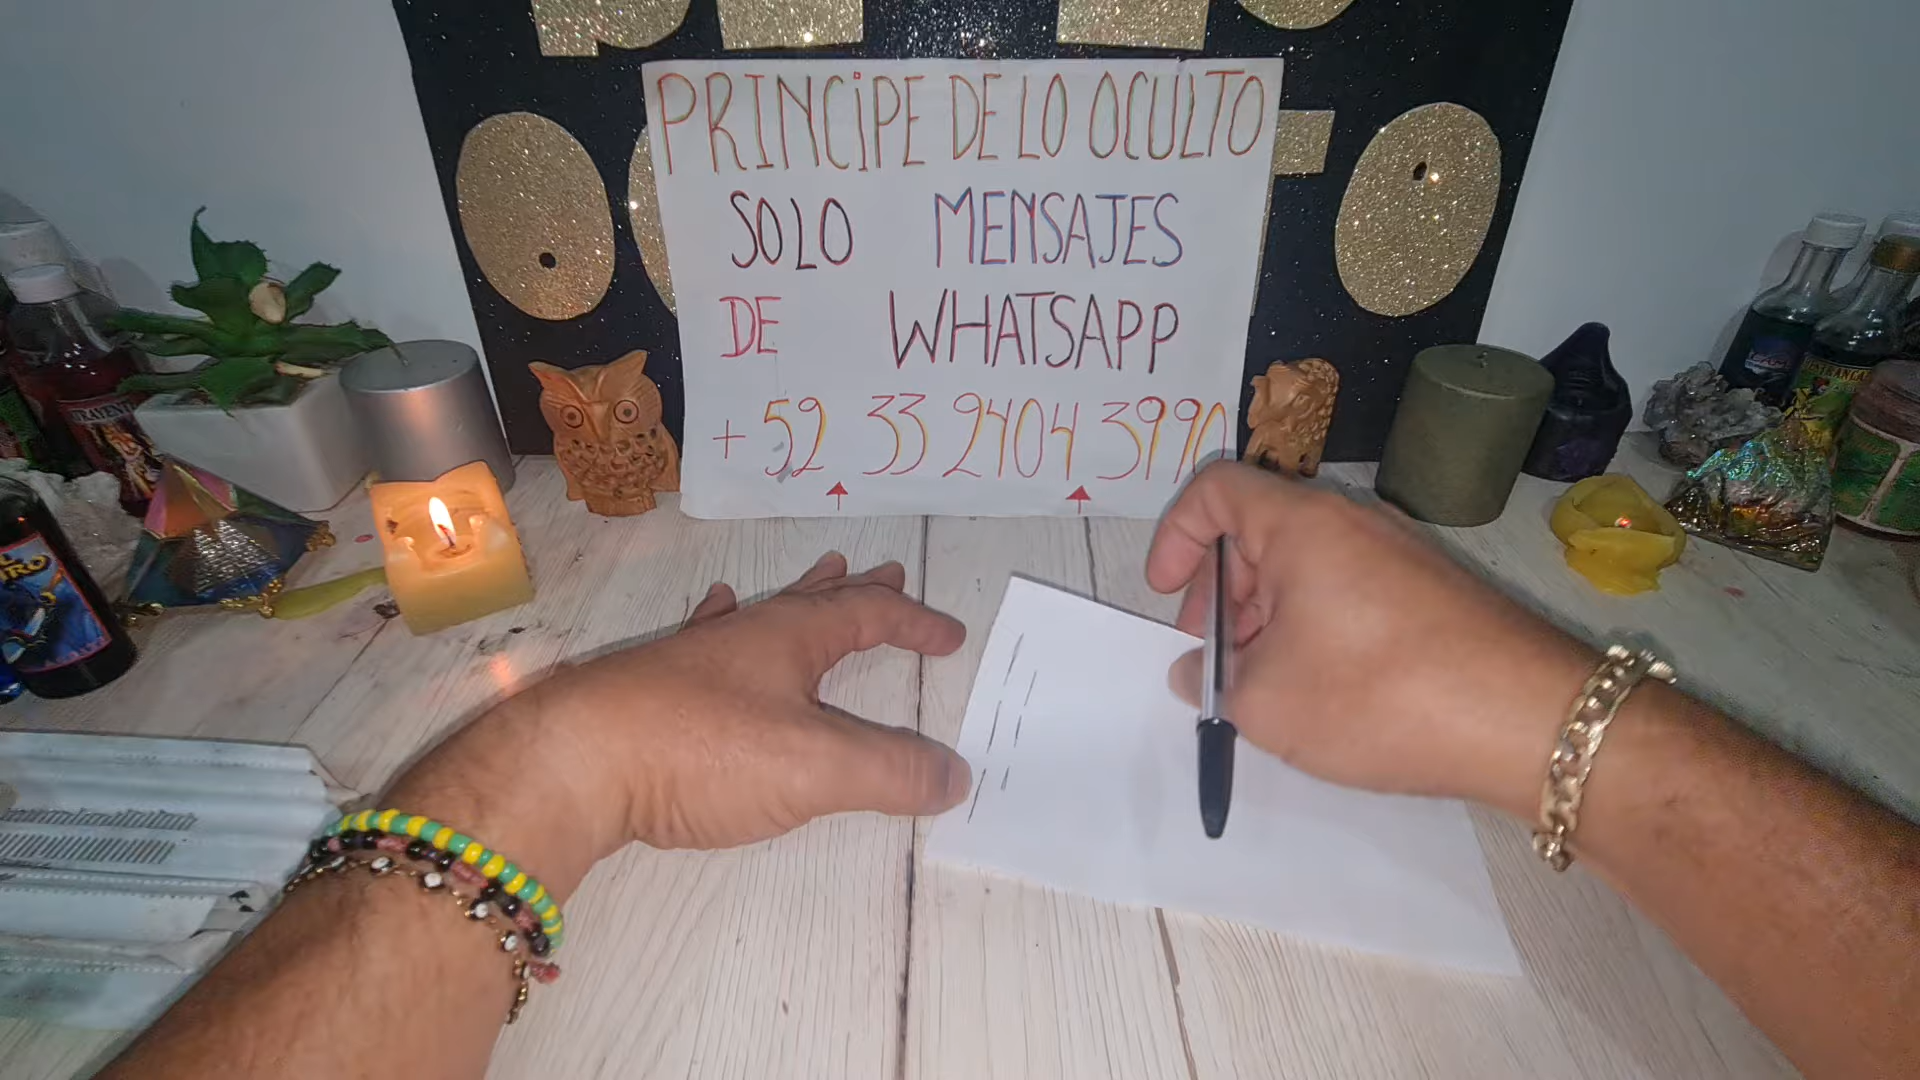 PRINCIPE DE LO OCULTO
SOLO MENSAJES
DE WHATSAPP
+52 33 2404 3990